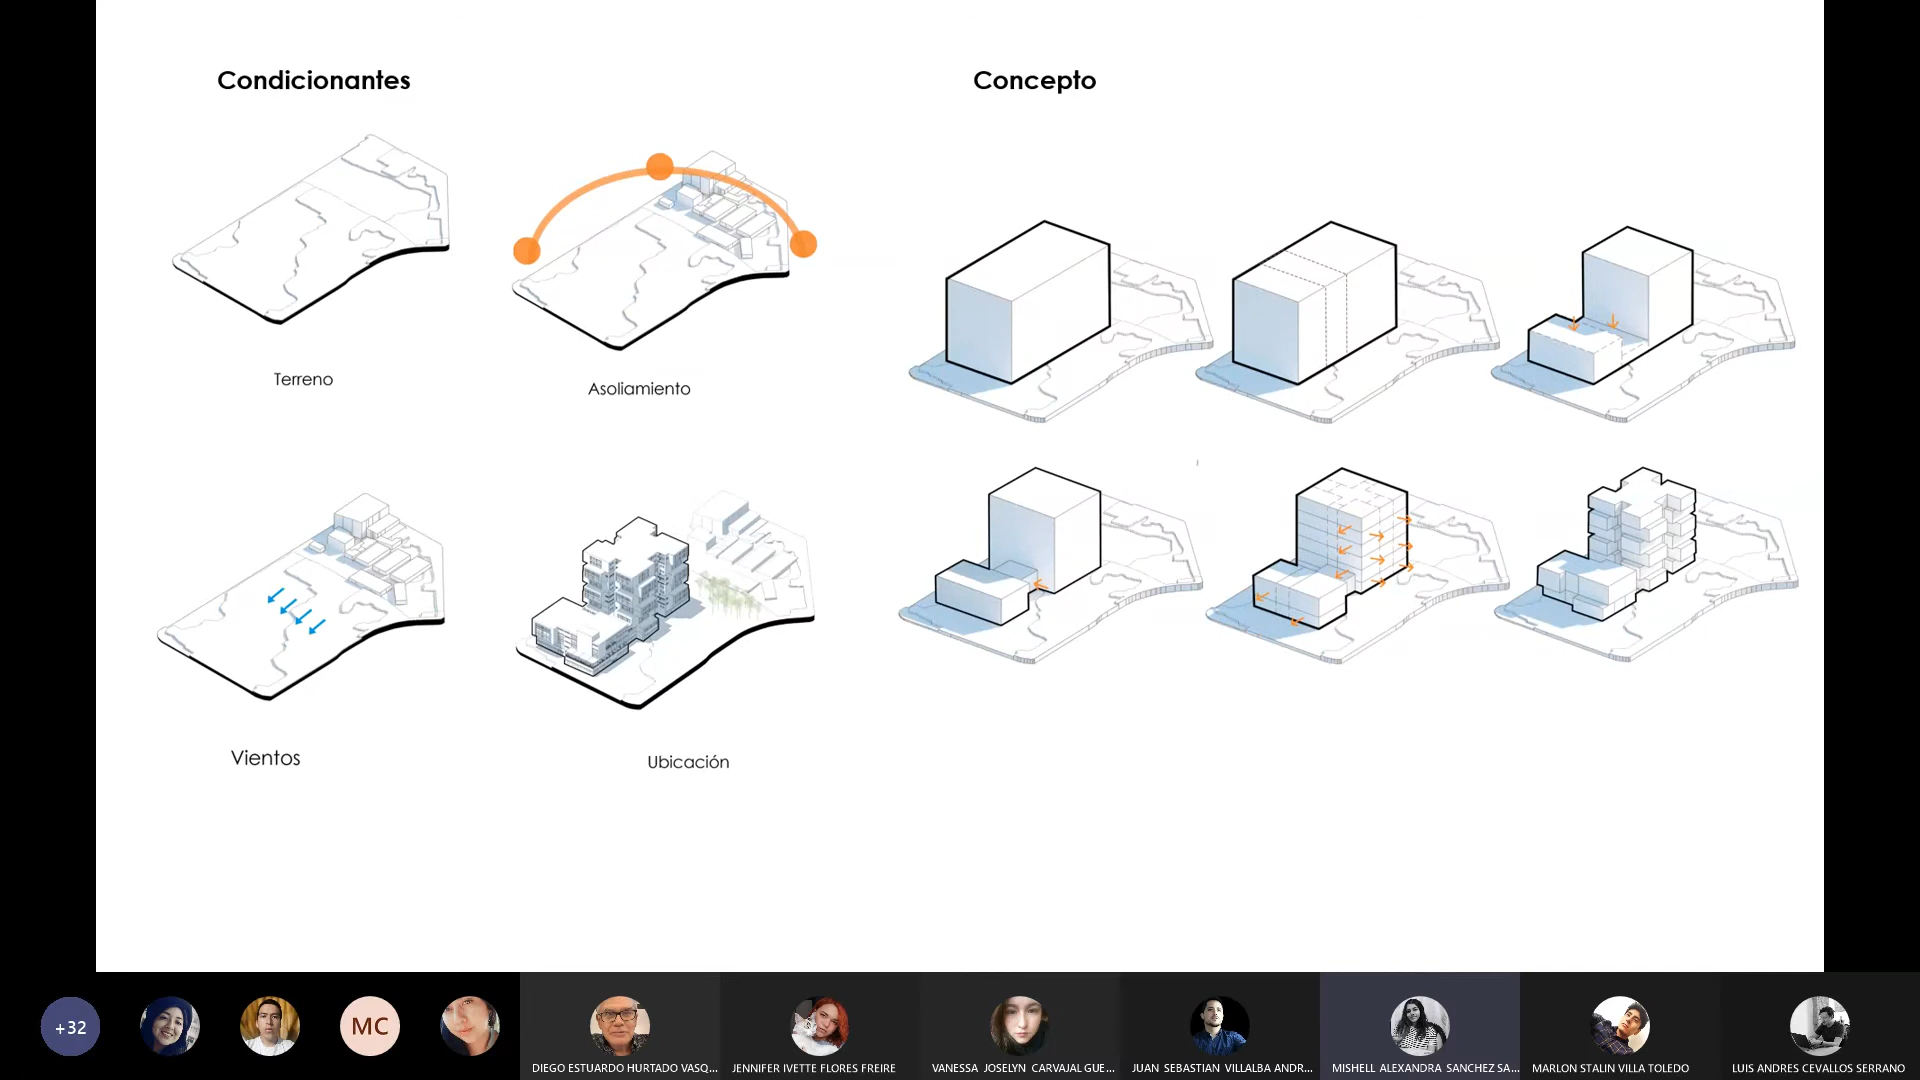 Condicionantes
Concepto
Terreno
Asoliamiento
Vientos
Ubicación
+32
MC
DIEGO ESTUARDO HURTADO VASQ...
JENNIFER IVETTE FLORES FREIRE
VANESSA JOSELYN CARVAJAL GUE...
JUAN SEBASTIAN VILLALBA ANDR...
MISHELL ALEXANDRA SANCHEZ SA...
MARLON STALIN VILLA TOLEDO
LUIS ANDRES CEVALLOS SERRANO